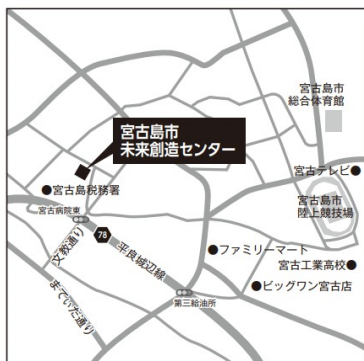 宮古島市
総合体育館
宮古島市
未来創造センター
宮古テレビ●
●宮古島税務署
宮古島市
陸上競技場
宮古病院東
78
文教通り
平良城辺線
●ファミリーマート
宮古工業高校●
まていだ通り
●ビッグワン宮古店
第三給油所